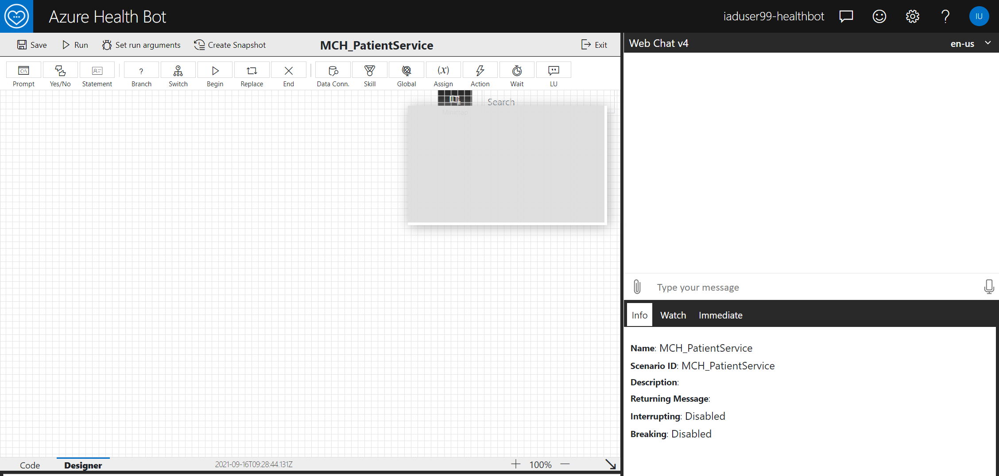 Azure Health Bot
iaduser99-healthbot
IU
Save Run Set run arguments Create Snapshot MCH_PatientService Exit
Prompt Yes/No Statement Branch Switch Begin Replace End Data Conn. Skill Global Assign Action Wait LU
Search
Minimap
Code Designer 2021-09-16T09:28:44.131Z 100%
Web Chat v4 en-us
Type your message
Info Watch Immediate
Name: MCH_PatientService
Scenario ID: MCH_PatientService
Description:
Returning Message:
Interrupting: Disabled
Breaking: Disabled